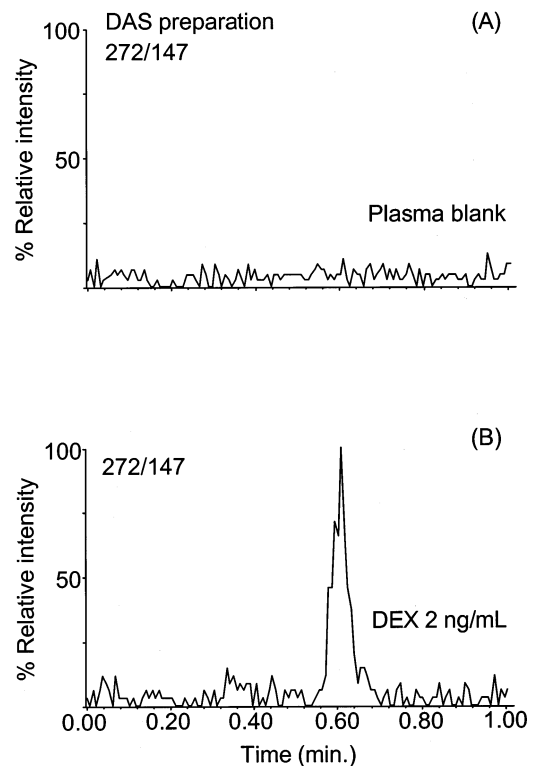 DAS preparation
(A)
272/147
100
50
% Relative intensity
Plasma blank
(B)
272/147
100
50
% Relative intensity
DEX 2 ng/mL
0.00 0.20 0.40 0.60 0.80 1.00
Time (min.)